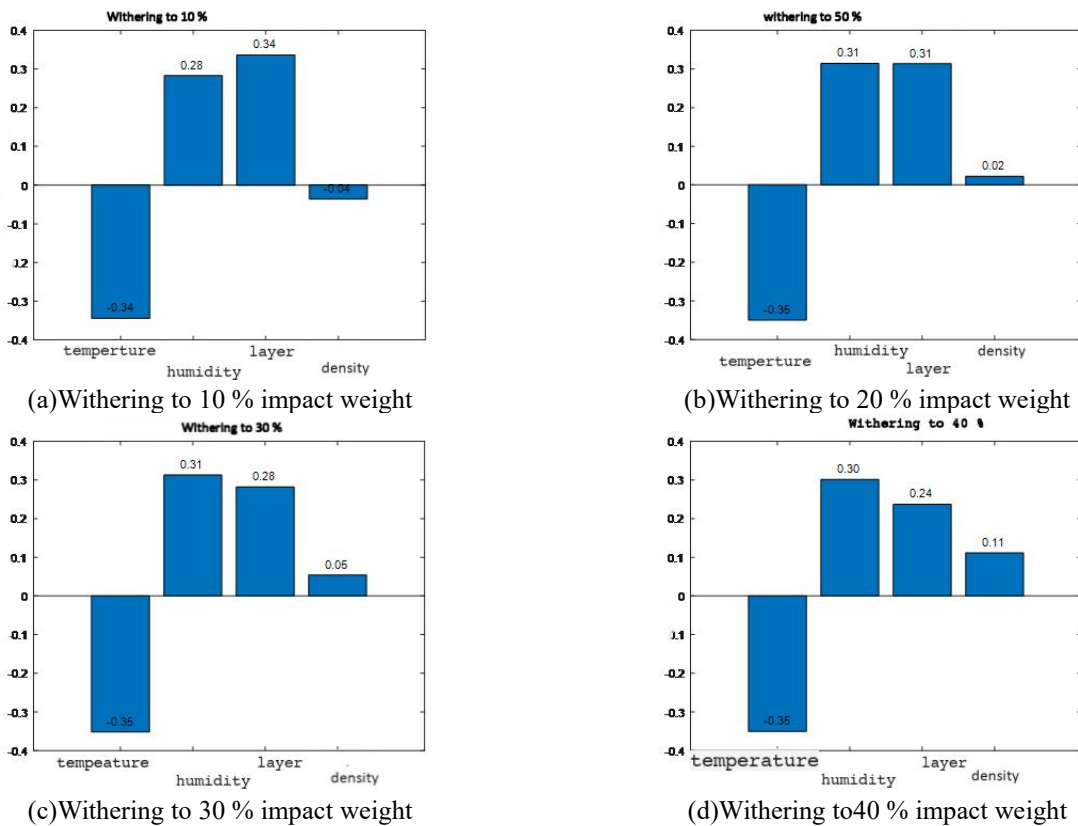 Withering to 10 %
0.4
0.3
0.2
0.1
0
-0.1
0.2
-0.3
-0.4
0.28
0.34
-0.04
-0.34
temperture
humidity
layer
density
(a)Withering to 10 % impact weight
withering to 50 %
0.4
0.3
0.2
0.1
0
-0.1
-0.2
-0.3
-0.4
0.31
0.31
0.02
-0.35
temperture
humidity
layer
density
(b)Withering to 20 % impact weight
Withering to 30 %
0.4
0.3
0.2
0.1
0
-0.1
-0.2
-0.3
-0.4
0.31
0.28
0.05
-0.35
tempeature
humidity
layer
density
(c)Withering to 30 % impact weight
Withering to 40 %
0.4
0.3
0.2
0.1
0
0.1
-0.2
-0.3
-0.4
0.30
0.24
0.11
-0.35
temperature
humidity
layer
density
(d)Withering to40 % impact weight